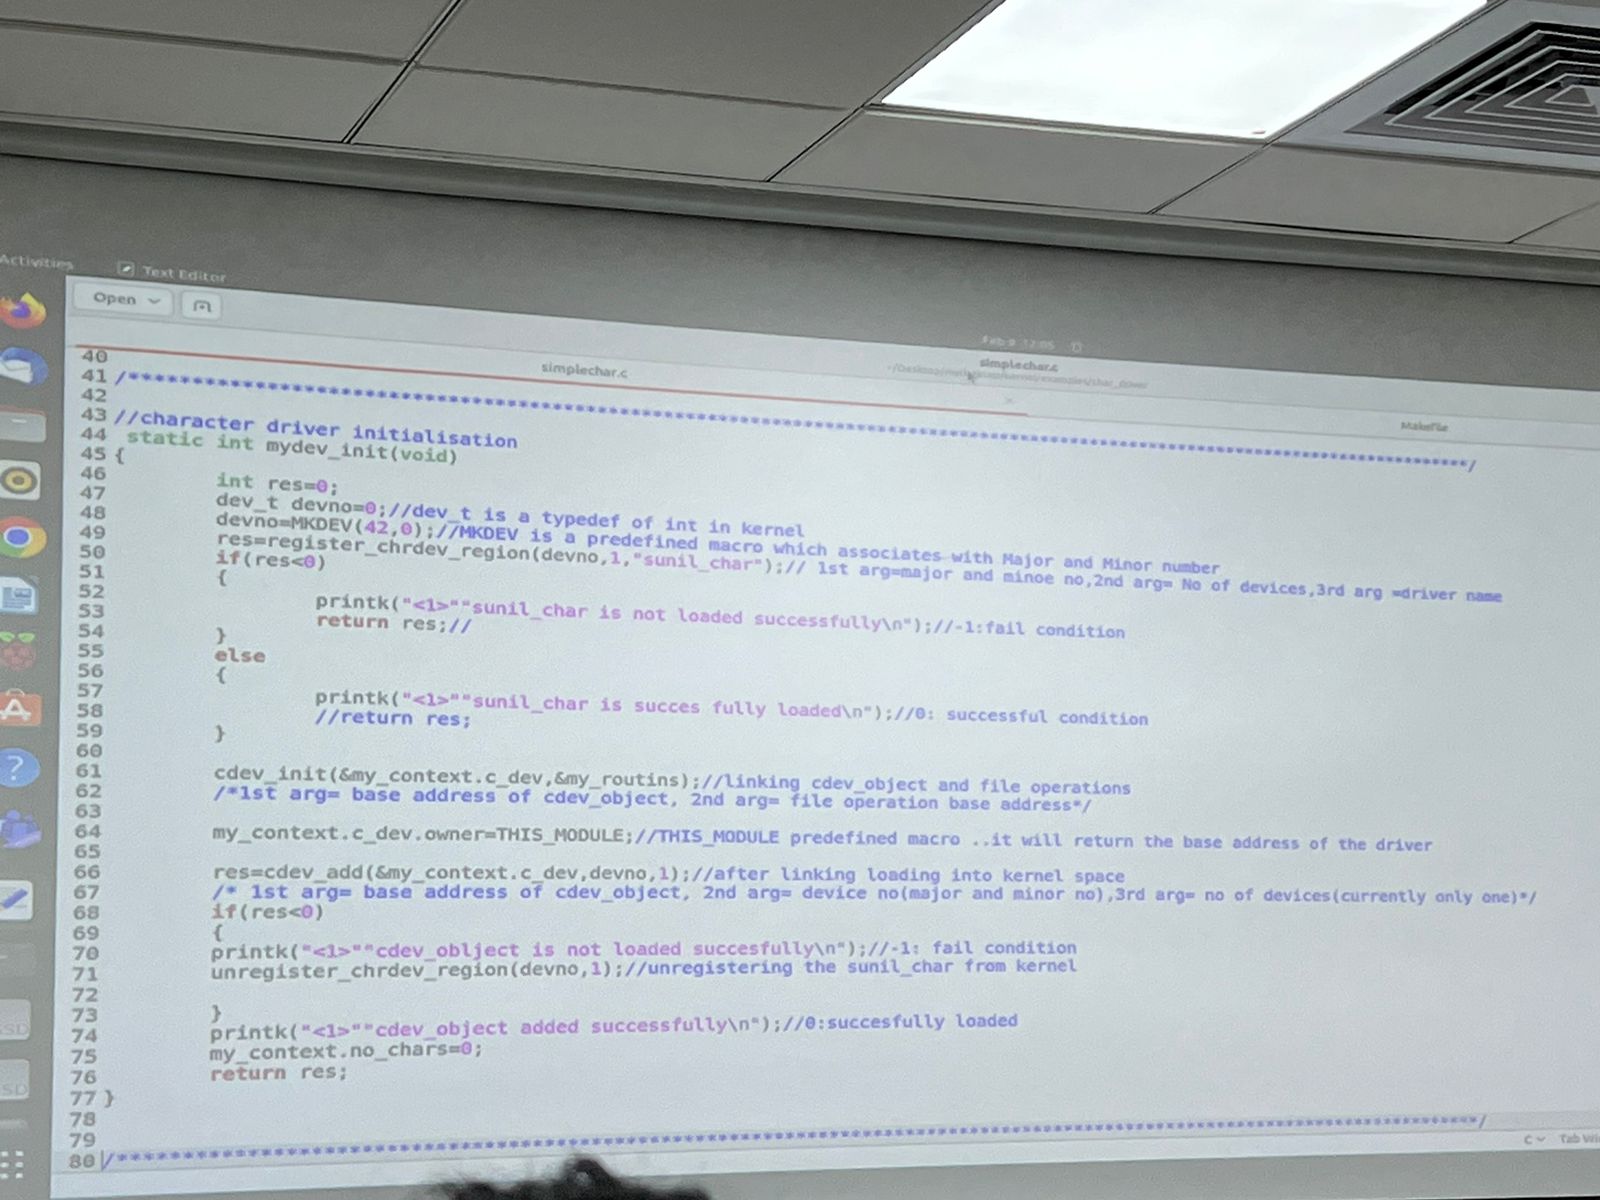 Activities
Text Editor
Open
Feb 9 12:05
simplechar.c
simplechar.c
Makefile
40
41 /******************************************************************************/
42
43 //character driver initialisation
44 static int mydev_init(void)
45 {
46 int res=0;
47 dev_t devno=0;//dev_t is a typedef of int in kernel
48 devno=MKDEV(42,0);//MKDEV is a predefined macro which associates with Major and Minor number
49 res=register_chrdev_region(devno,1,"sunil_char");// 1st arg=major and minoe no,2nd arg= No of devices,3rd arg =driver name
50 if(res<0)
51 {
52 printk("<1>""sunil_char is not loaded successfully\n");//-1:fail condition
53 return res;//
54 }
55 else
56 {
57 printk("<1>""sunil_char is succes fully loaded\n");//0: successful condition
58 //return res;
59 }
60
61 cdev_init(&my_context.c_dev,&my_routins);//linking cdev_object and file operations
62 /*1st arg= base address of cdev_object, 2nd arg= file operation base address*/
63
64 my_context.c_dev.owner=THIS_MODULE;//THIS_MODULE predefined macro ..it will return the base address of the driver
65
66 res=cdev_add(&my_context.c_dev,devno,1);//after linking loading into kernel space
67 /* 1st arg= base address of cdev_object, 2nd arg= device no(major and minor no),3rd arg= no of devices(currently only one)*/
68 if(res<0)
69 {
70 printk("<1>""cdev_oblject is not loaded succesfully\n");//-1: fail condition
71 unregister_chrdev_region(devno,1);//unregistering the sunil_char from kernel
72
73 }
74 printk("<1>""cdev_object added successfully\n");//0:succesfully loaded
75 my_context.no_chars=0;
76 return res;
77 }
78
79
80 /******************************************************************************/
C
Tab